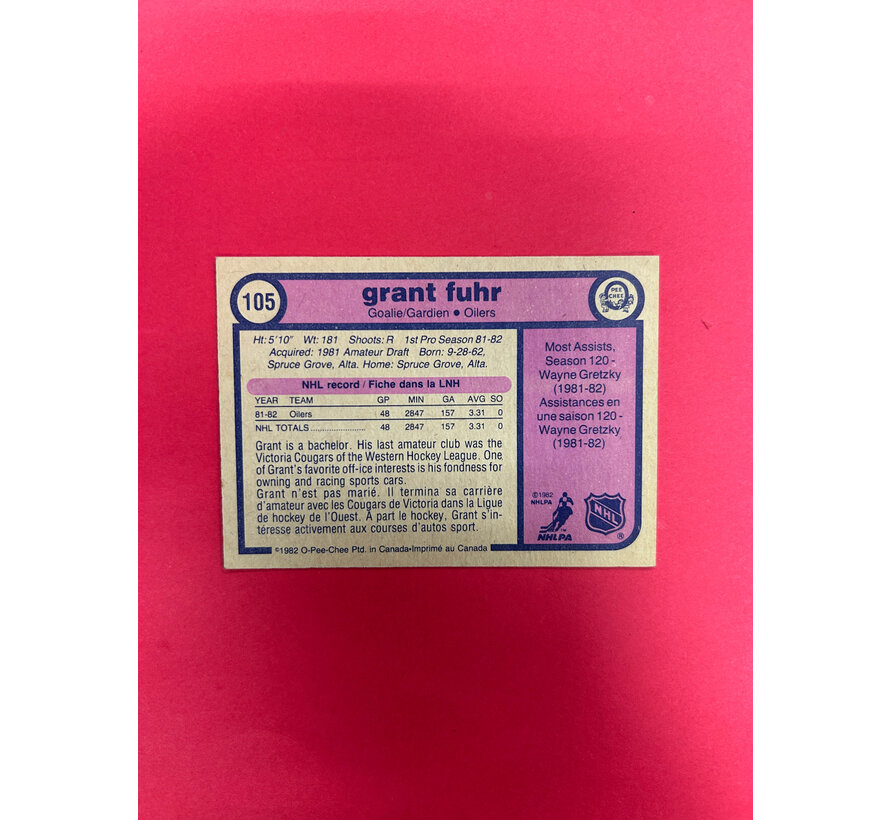 105
grant fuhr
Goalie/Gardien • Oilers
O
PEE
CHEE
Ht: 5'10" Wt: 181 Shoots: R 1st Pro Season 81-82
Acquired: 1981 Amateur Draft Born: 9-28-62,
Spruce Grove, Alta. Home: Spruce Grove, Alta.
NHL record / Fiche dans la LNH
YEAR TEAM GP MIN GA AVG SO
81-82 Oilers 48 2847 157 3.31 0
NHL TOTALS .................... 48 2847 157 3.31 0
Grant is a bachelor. His last amateur club was the
Victoria Cougars of the Western Hockey League. One
of Grant's favorite off-ice interests is his fondness for
owning and racing sports cars.
Grant n'est pas marié. Il termina sa carrière
d'amateur avec les Cougars de Victoria dans la Ligue
de hockey de l'Ouest. À part le hockey, Grant s'in-
téresse activement aux courses d'autos sport.
©1982 O-Pee-Chee Ptd. in Canada•Imprimé au Canada
Most Assists,
Season 120 -
Wayne Gretzky
(1981-82)
Assistances en
une saison 120 -
Wayne Gretzky
(1981-82)
©1982
NHLPA
NHLPA
™
NHL
®